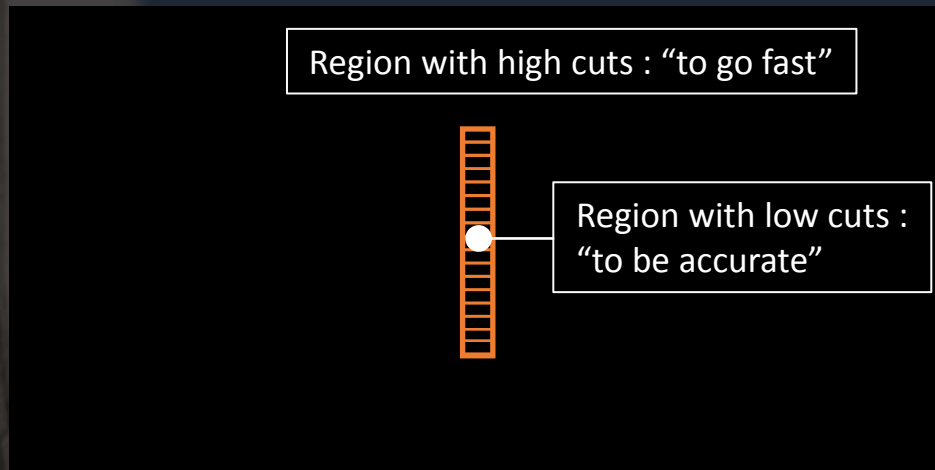 Region with high cuts : “to go fast”
Region with low cuts :
“to be accurate”